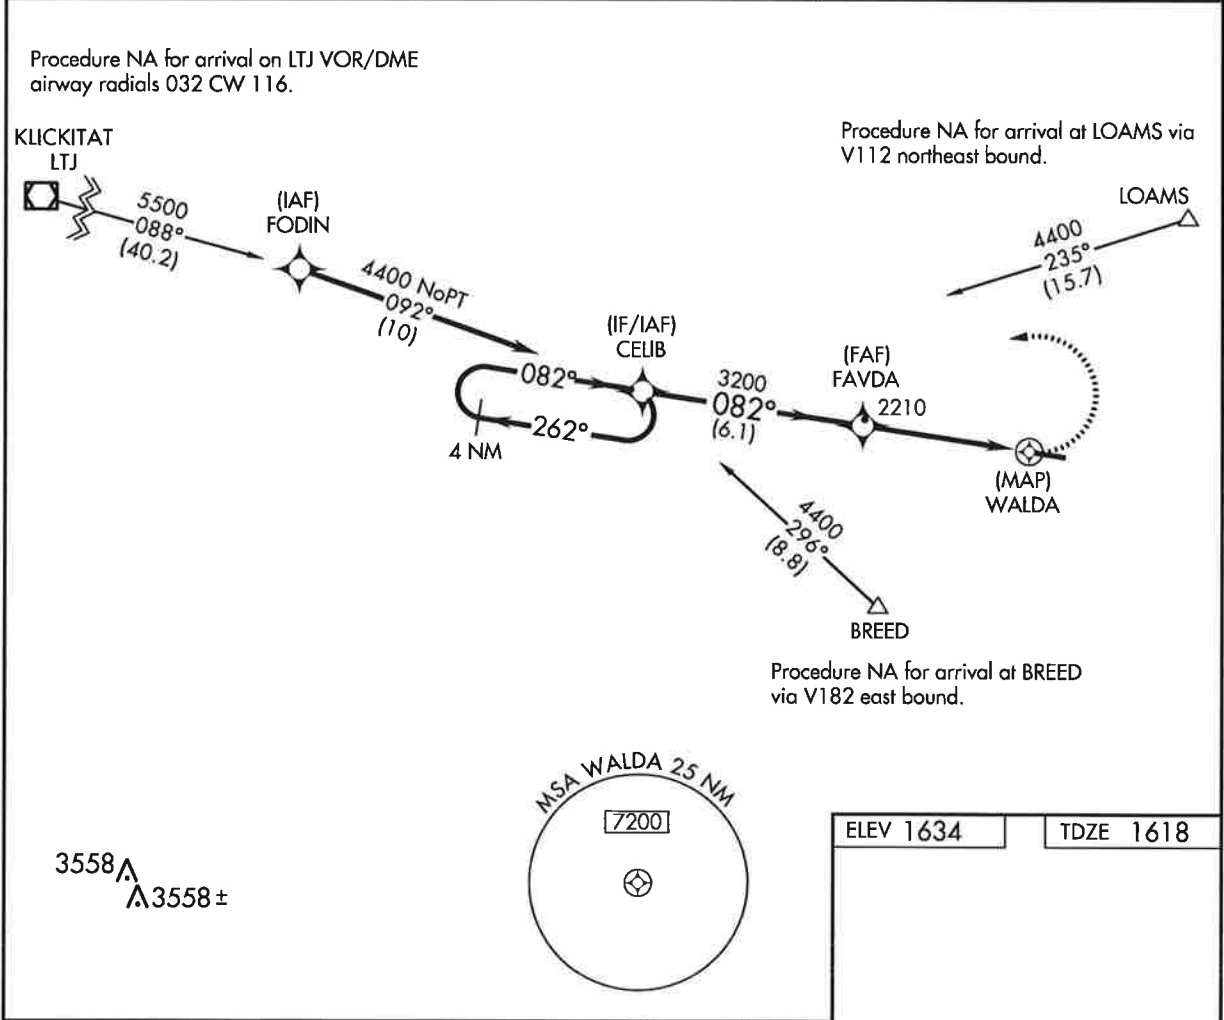 Procedure NA for arrival on LTJ VOR/DME
airway radials 032 CW 116.
KLICKITAT
LTJ
5500
088°
(40.2)
(IAF)
FODIN
4400 NoPT
092°
(10)
Procedure NA for arrival at LOAMS via
V112 northeast bound.
LOAMS
4400
235°
(15.7)
(IF/IAF)
CELIB
082°
262°
4 NM
3200
082°
(6.1)
(FAF)
FAVDA
2210
(MAP)
WALDA
4400
296°
(8.8)
BREED
Procedure NA for arrival at BREED
via V182 east bound.
MSA WALDA 25 NM
7200
3558
3558±
ELEV 1634
TDZE 1618